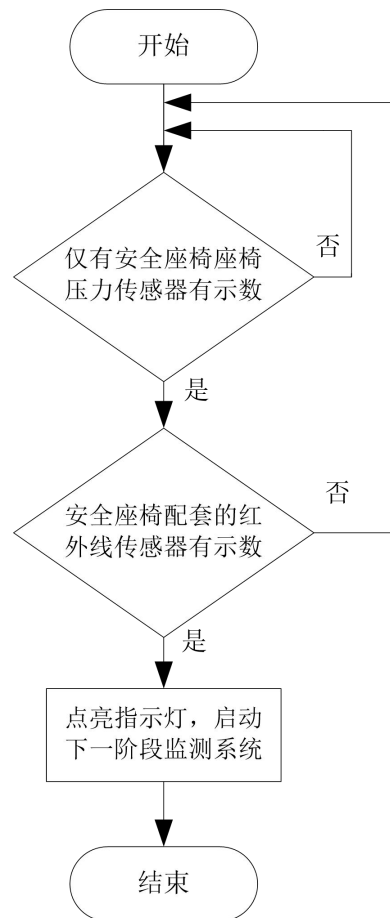 开始
仅有安全座椅座椅
压力传感器有示数
否
是
安全座椅配套的红
外线传感器有示数
否
是
点亮指示灯，启动
下一阶段监测系统
结束